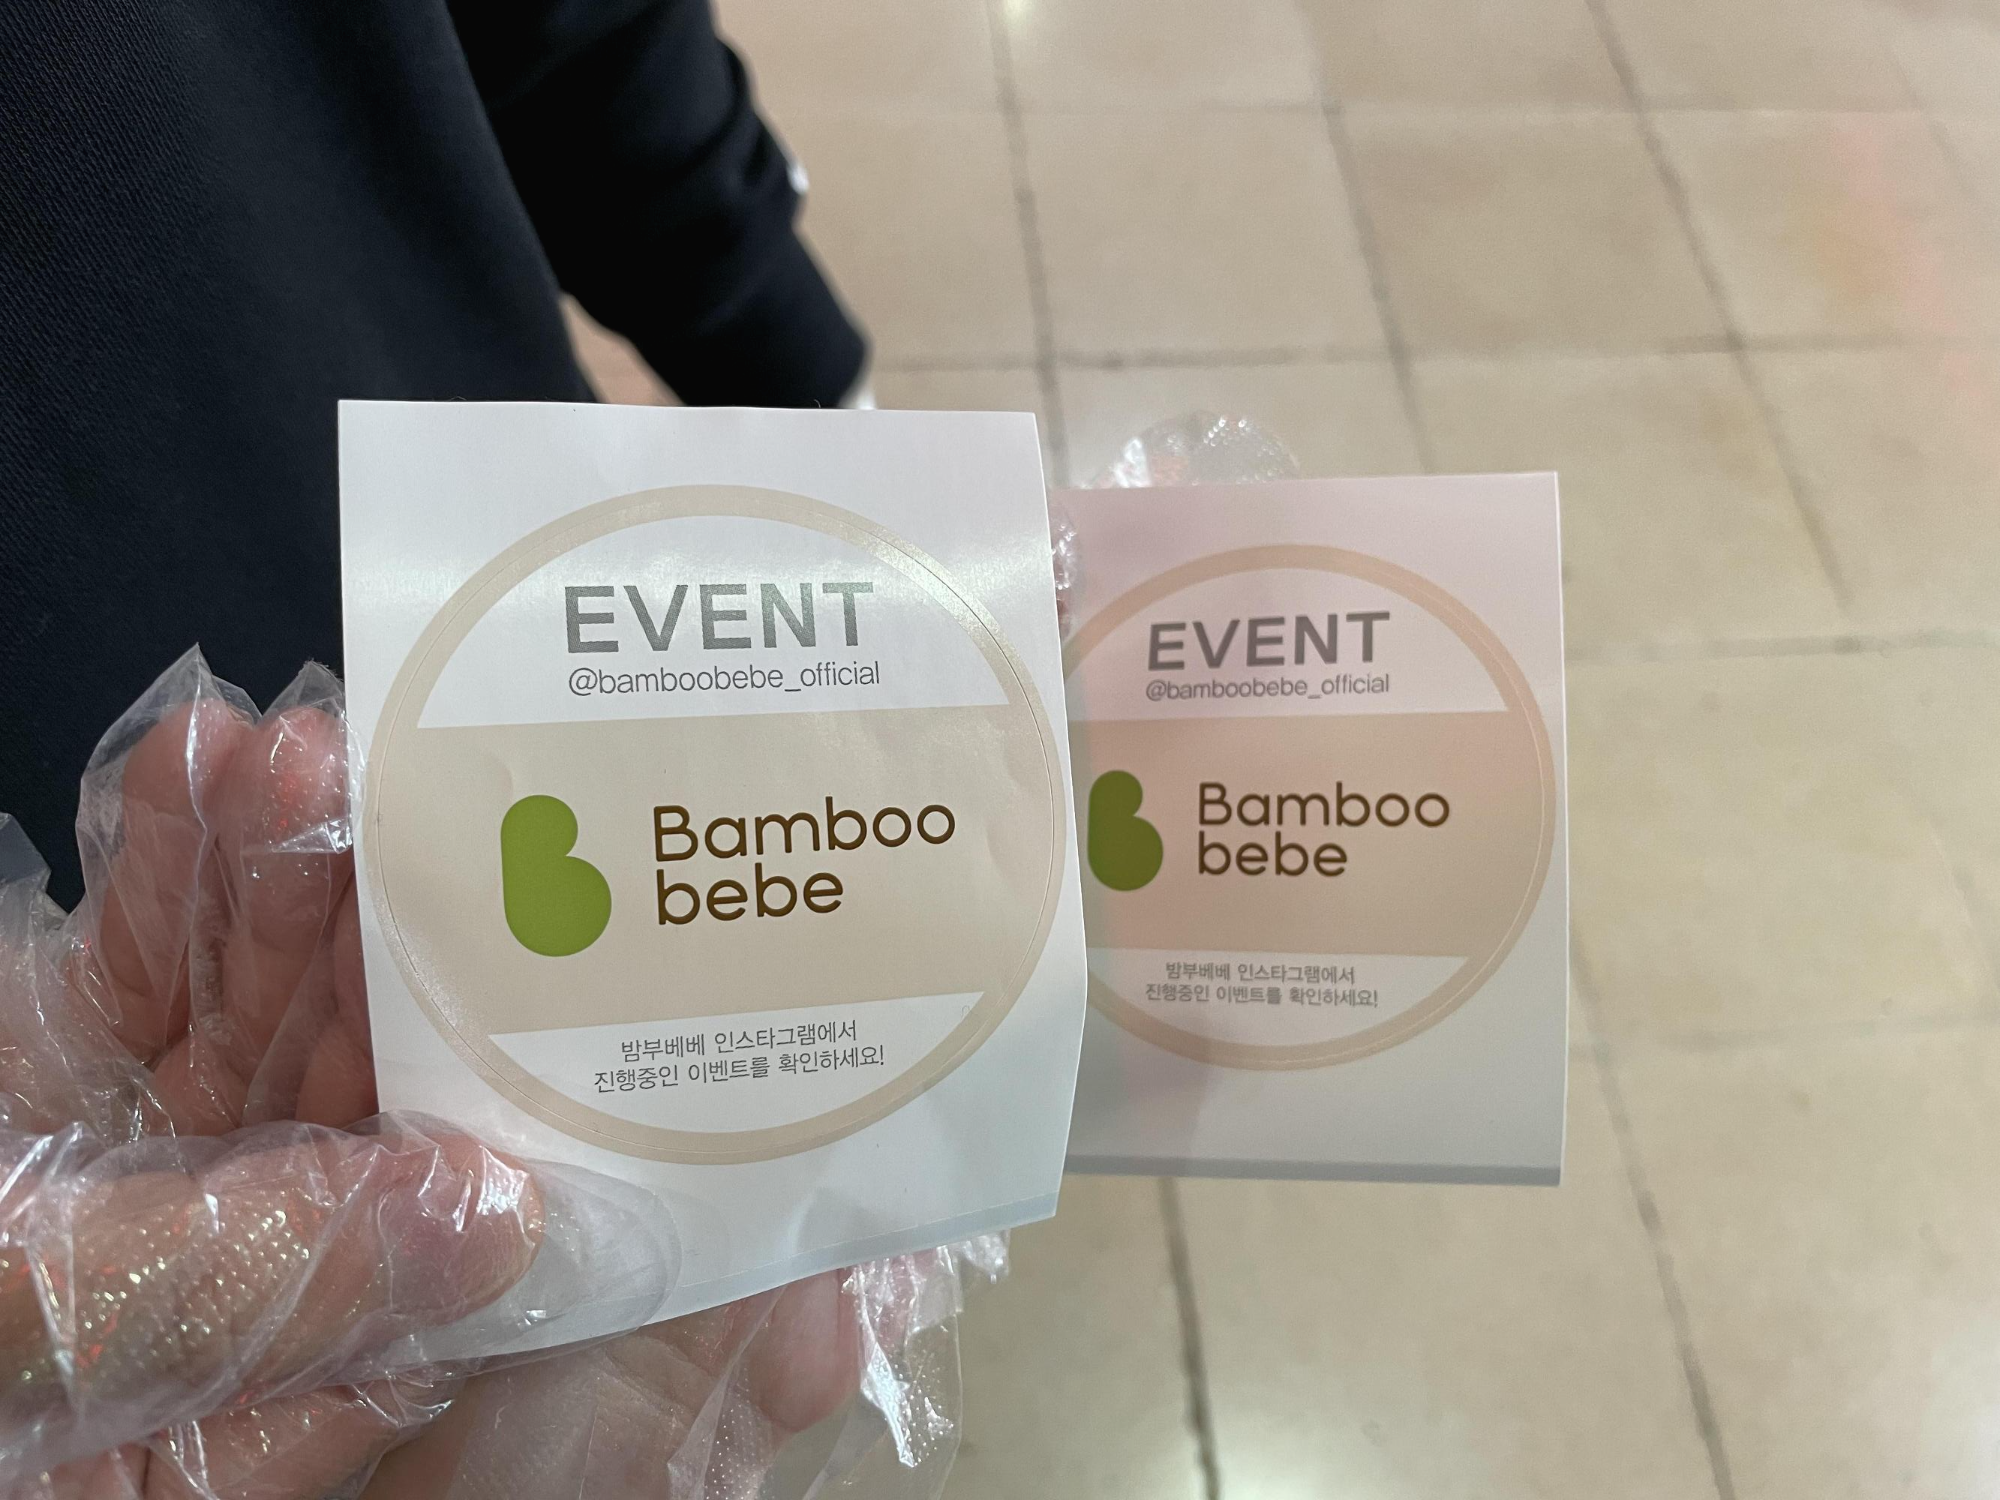 EVENT
@bamboobebe_official
Bamboo
bebe
밤부베베 인스타그램에서
진행중인 이벤트를 확인하세요!
EVENT
@bamboobebe_official
Bamboo
bebe
밤부베베 인스타그램에서
진행중인 이벤트를 확인하세요!